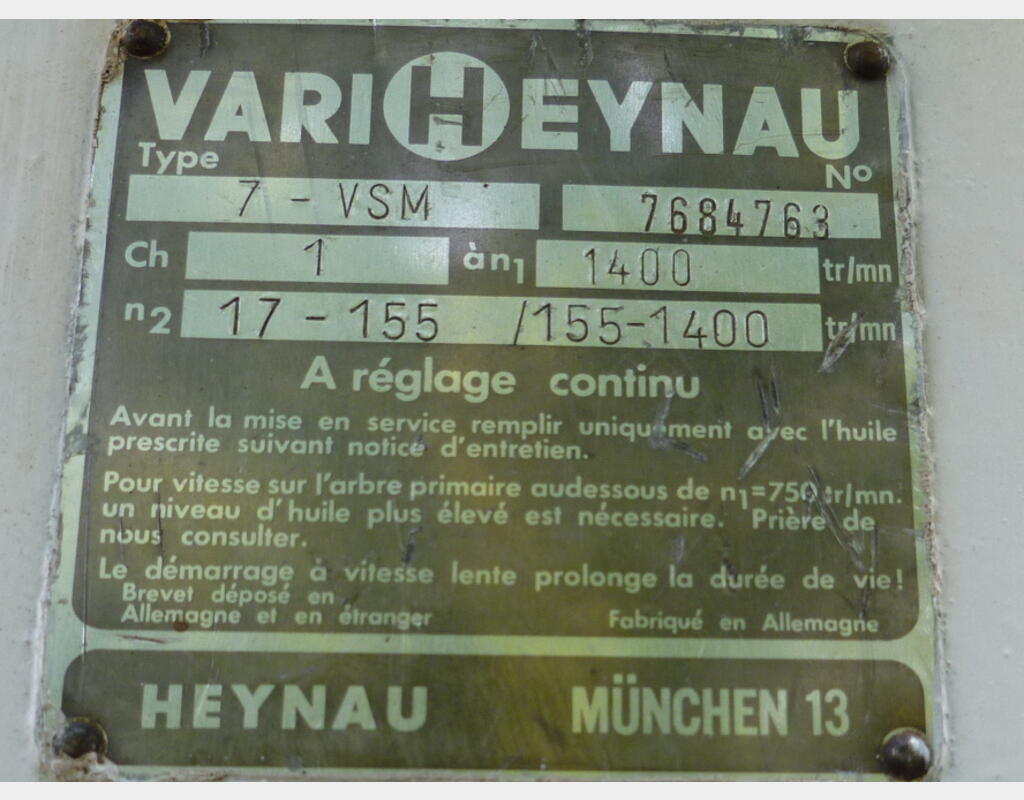 VARIHEYNAU
Type No
7 - VSM 7684763
Ch 1 à n1 1400 tr/mn
n2 17 - 155 /155-1400 tr/mn
A réglage continu
Avant la mise en service remplir uniquement avec l'huile
prescrite suivant notice d'entretien.
Pour vitesse sur l'arbre primaire audessous de n1=750 tr/mn.
un niveau d'huile plus élevé est nécessaire. Prière de
nous consulter.
Le démarrage à vitesse lente prolonge la durée de vie!
Brevet déposé en
Allemagne et en étranger Fabriqué en Allemagne
HEYNAU MÜNCHEN 13